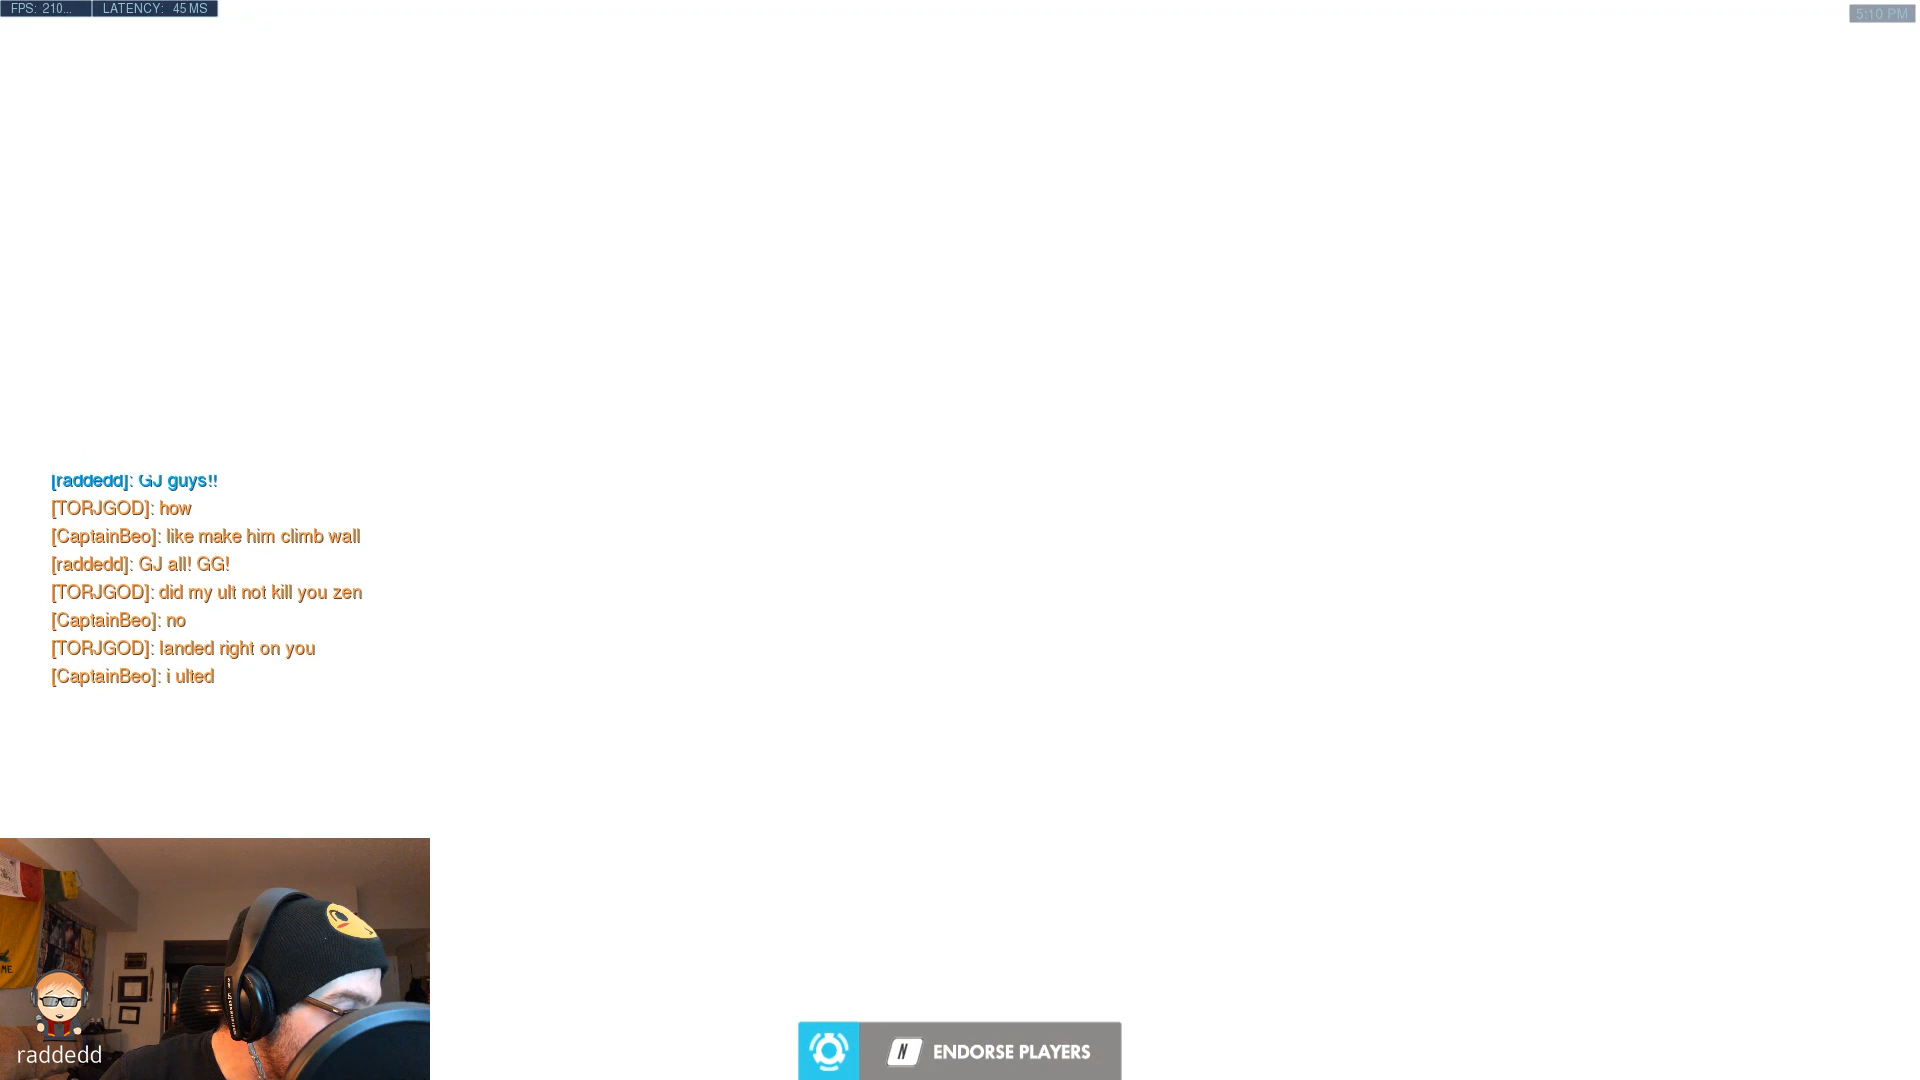 FPS: 210... LATENCY: 45 MS
5:10 PM
[raddedd]: GJ guys!!
[TORJGOD]: how
[CaptainBeo]: like make him climb wall
[raddedd]: GJ all! GG!
[TORJGOD]: did my ult not kill you zen
[CaptainBeo]: no
[TORJGOD]: landed right on you
[CaptainBeo]: i ulted
ME
raddedd
N ENDORSE PLAYERS